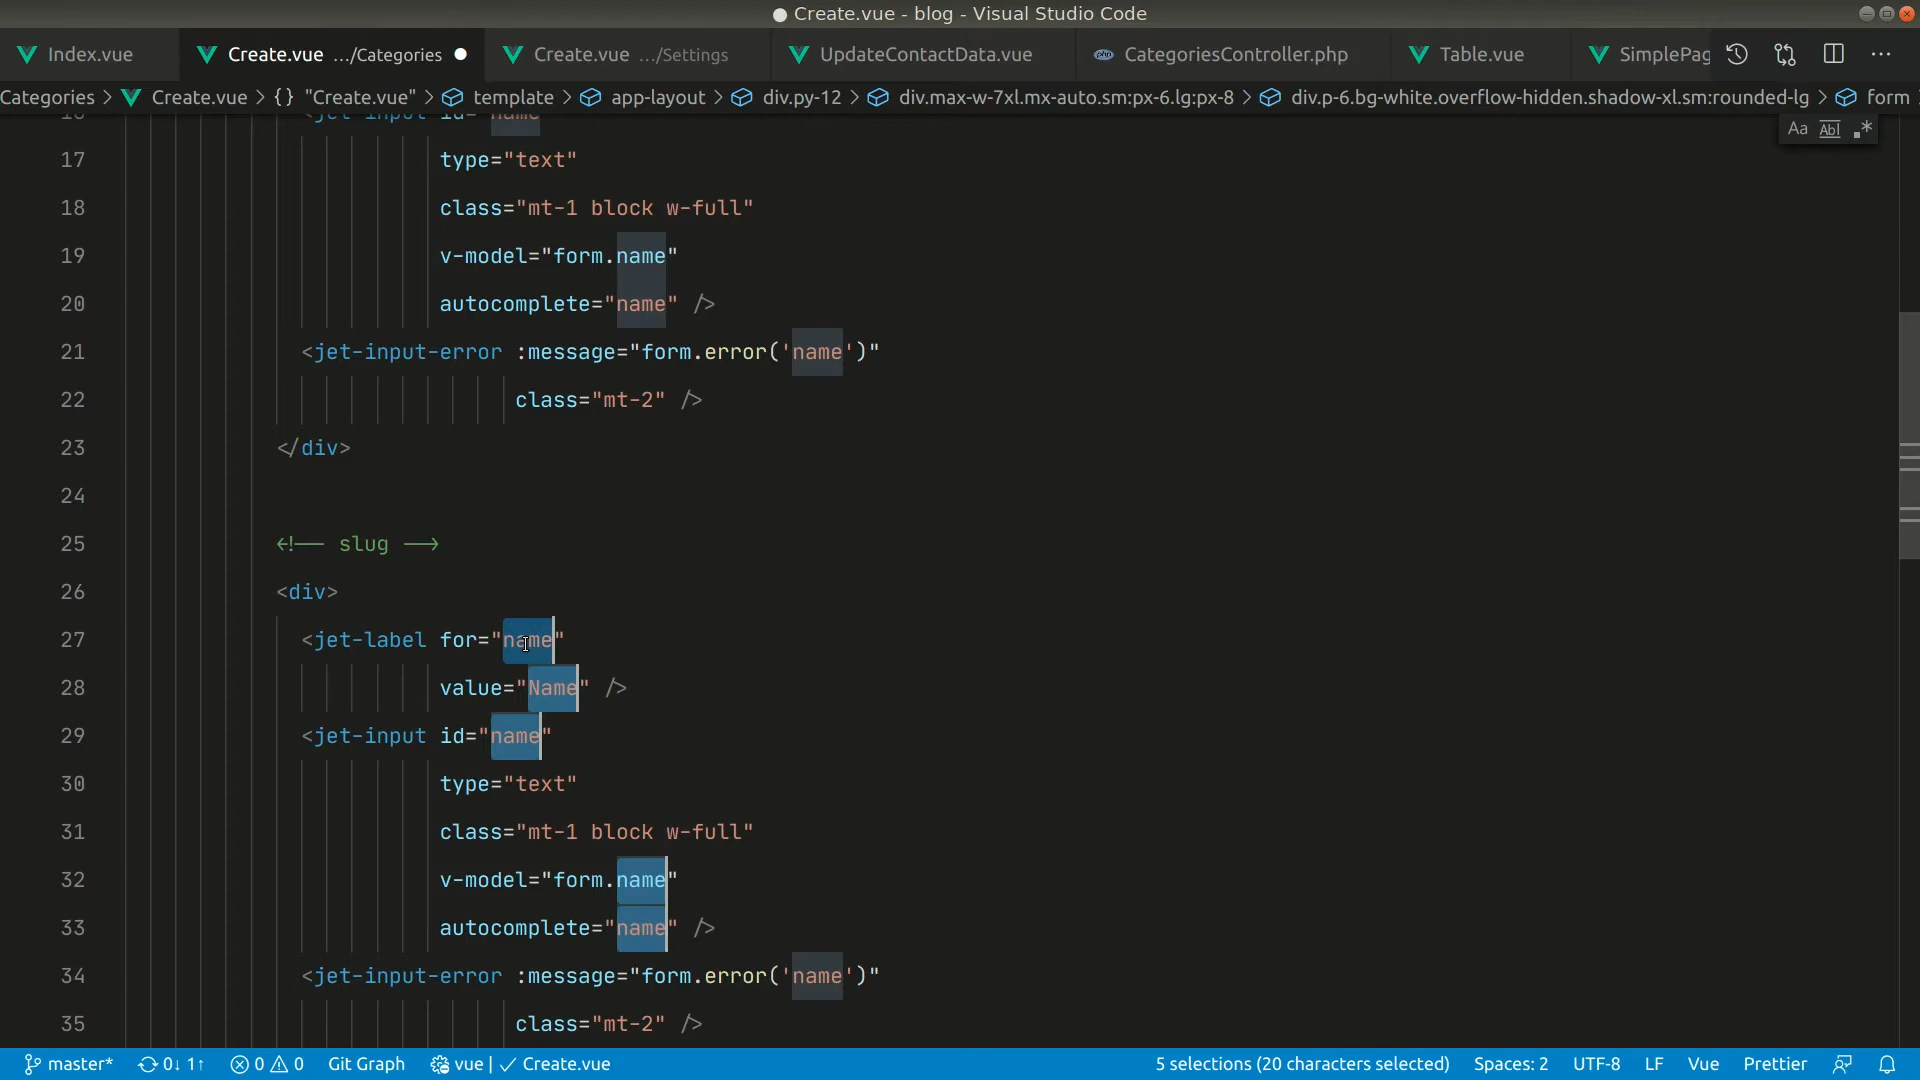 Create.vue - blog - Visual Studio Code
Index.vue
Create.vue .../Categories
Create.vue .../Settings
UpdateContactData.vue
CategoriesController.php
Table.vue
SimplePag
Categories > Create.vue > {} "Create.vue" > template > app-layout > div.py-12 > div.max-w-7xl.mx-auto.sm:px-6.lg:px-8 > div.p-6.bg-white.overflow-hidden.shadow-xl.sm:rounded-lg > form
Aa Abl .*
16 <jet-input id="name"
17 type="text"
18 class="mt-1 block w-full"
19 v-model="form.name"
20 autocomplete="name" />
21 <jet-input-error :message="form.error('name')"
22 class="mt-2" />
23 </div>
24
25 <!-- slug -->
26 <div>
27 <jet-label for="name"
28 value="Name" />
29 <jet-input id="name"
30 type="text"
31 class="mt-1 block w-full"
32 v-model="form.name"
33 autocomplete="name" />
34 <jet-input-error :message="form.error('name')"
35 class="mt-2" />
master* 0↓ 1↑ 0 0 Git Graph vue | ✓ Create.vue 5 selections (20 characters selected) Spaces: 2 UTF-8 LF Vue Prettier